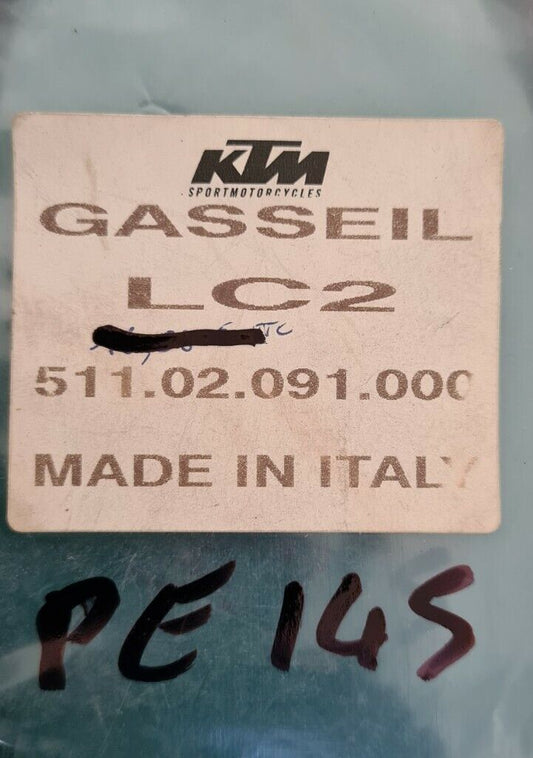 KTM
SPORTMOTORCYCLES
GASSEIL
LC2
511.02.091.000
MADE IN ITALY
PE 145